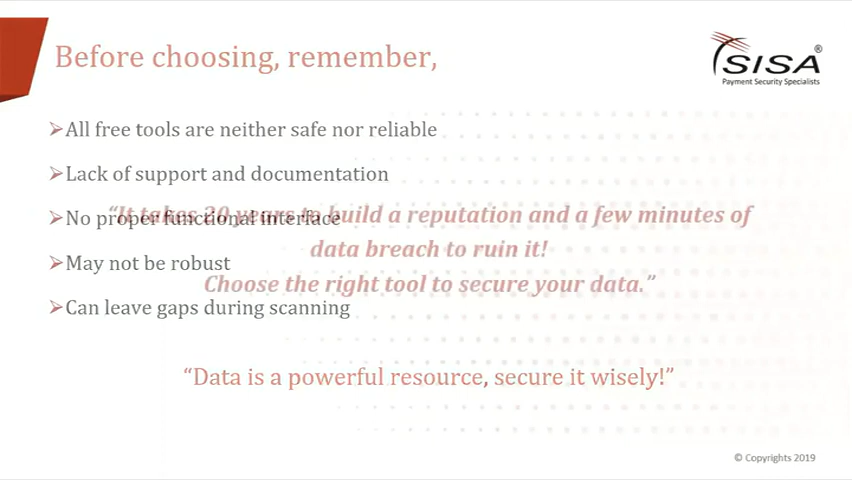 Before choosing, remember,
SISA®
Payment Security Specialists
➢All free tools are neither safe nor reliable
➢Lack of support and documentation
➢No proper functional interface
“It takes 20 years to build a reputation and a few minutes of
data breach to ruin it!
➢May not be robust
Choose the right tool to secure your data.”
➢Can leave gaps during scanning
“Data is a powerful resource, secure it wisely!”
© Copyrights 2019